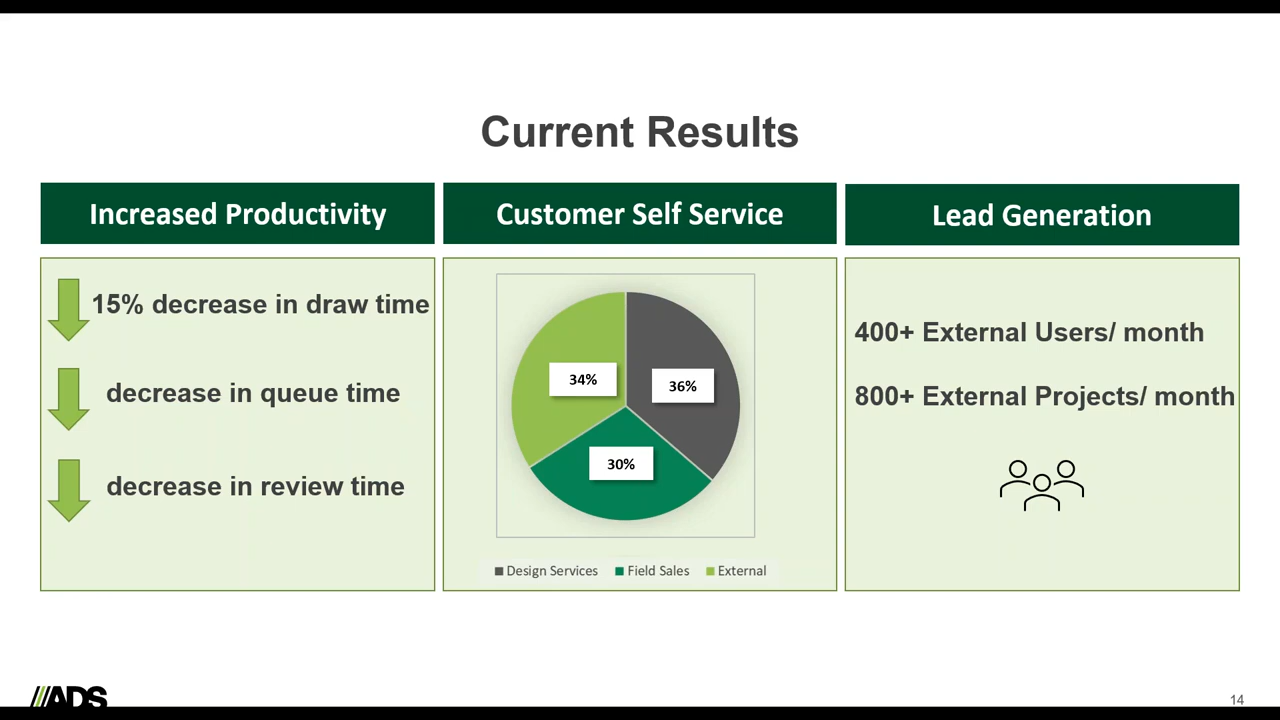 Current Results
Increased Productivity
15% decrease in draw time
decrease in queue time
decrease in review time
Customer Self Service
34%
36%
30%
Design Services
Field Sales
External
Lead Generation
400+ External Users/ month
800+ External Projects/ month
ADS
14